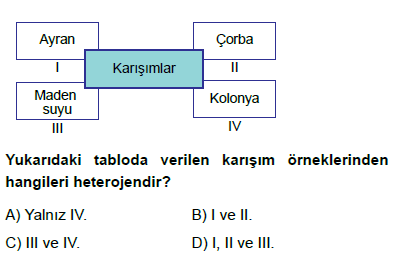 Ayran
Çorba
I
Karışımlar
II
Maden
suyu
Kolonya
III
IV
Yukarıdaki tabloda verilen karışım örneklerinden
hangileri heterojendir?
A) Yalnız IV.
B) I ve II.
C) III ve IV.
D) I, II ve III.